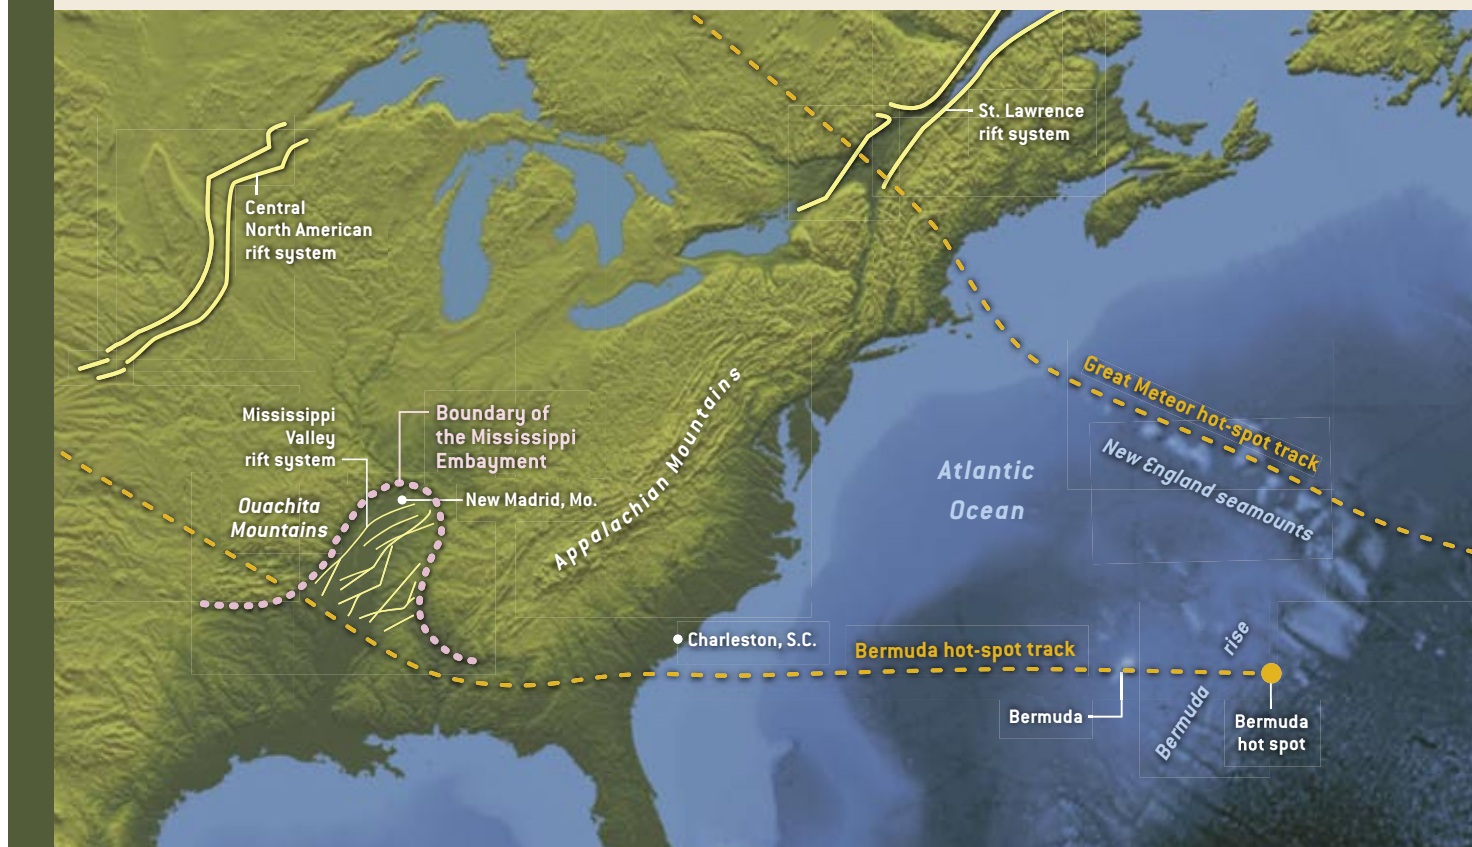 St. Lawrence
rift system
Central
North American
rift system
Great Meteor hot-spot track
New England seamounts
Mississippi
Valley
rift system
Boundary of
the Mississippi
Embayment
Appalachian Mountains
Atlantic
Ocean
Ouachita
Mountains
New Madrid, Mo.
Charleston, S.C.
Bermuda hot-spot track
Bermuda rise
Bermuda
Bermuda
hot spot